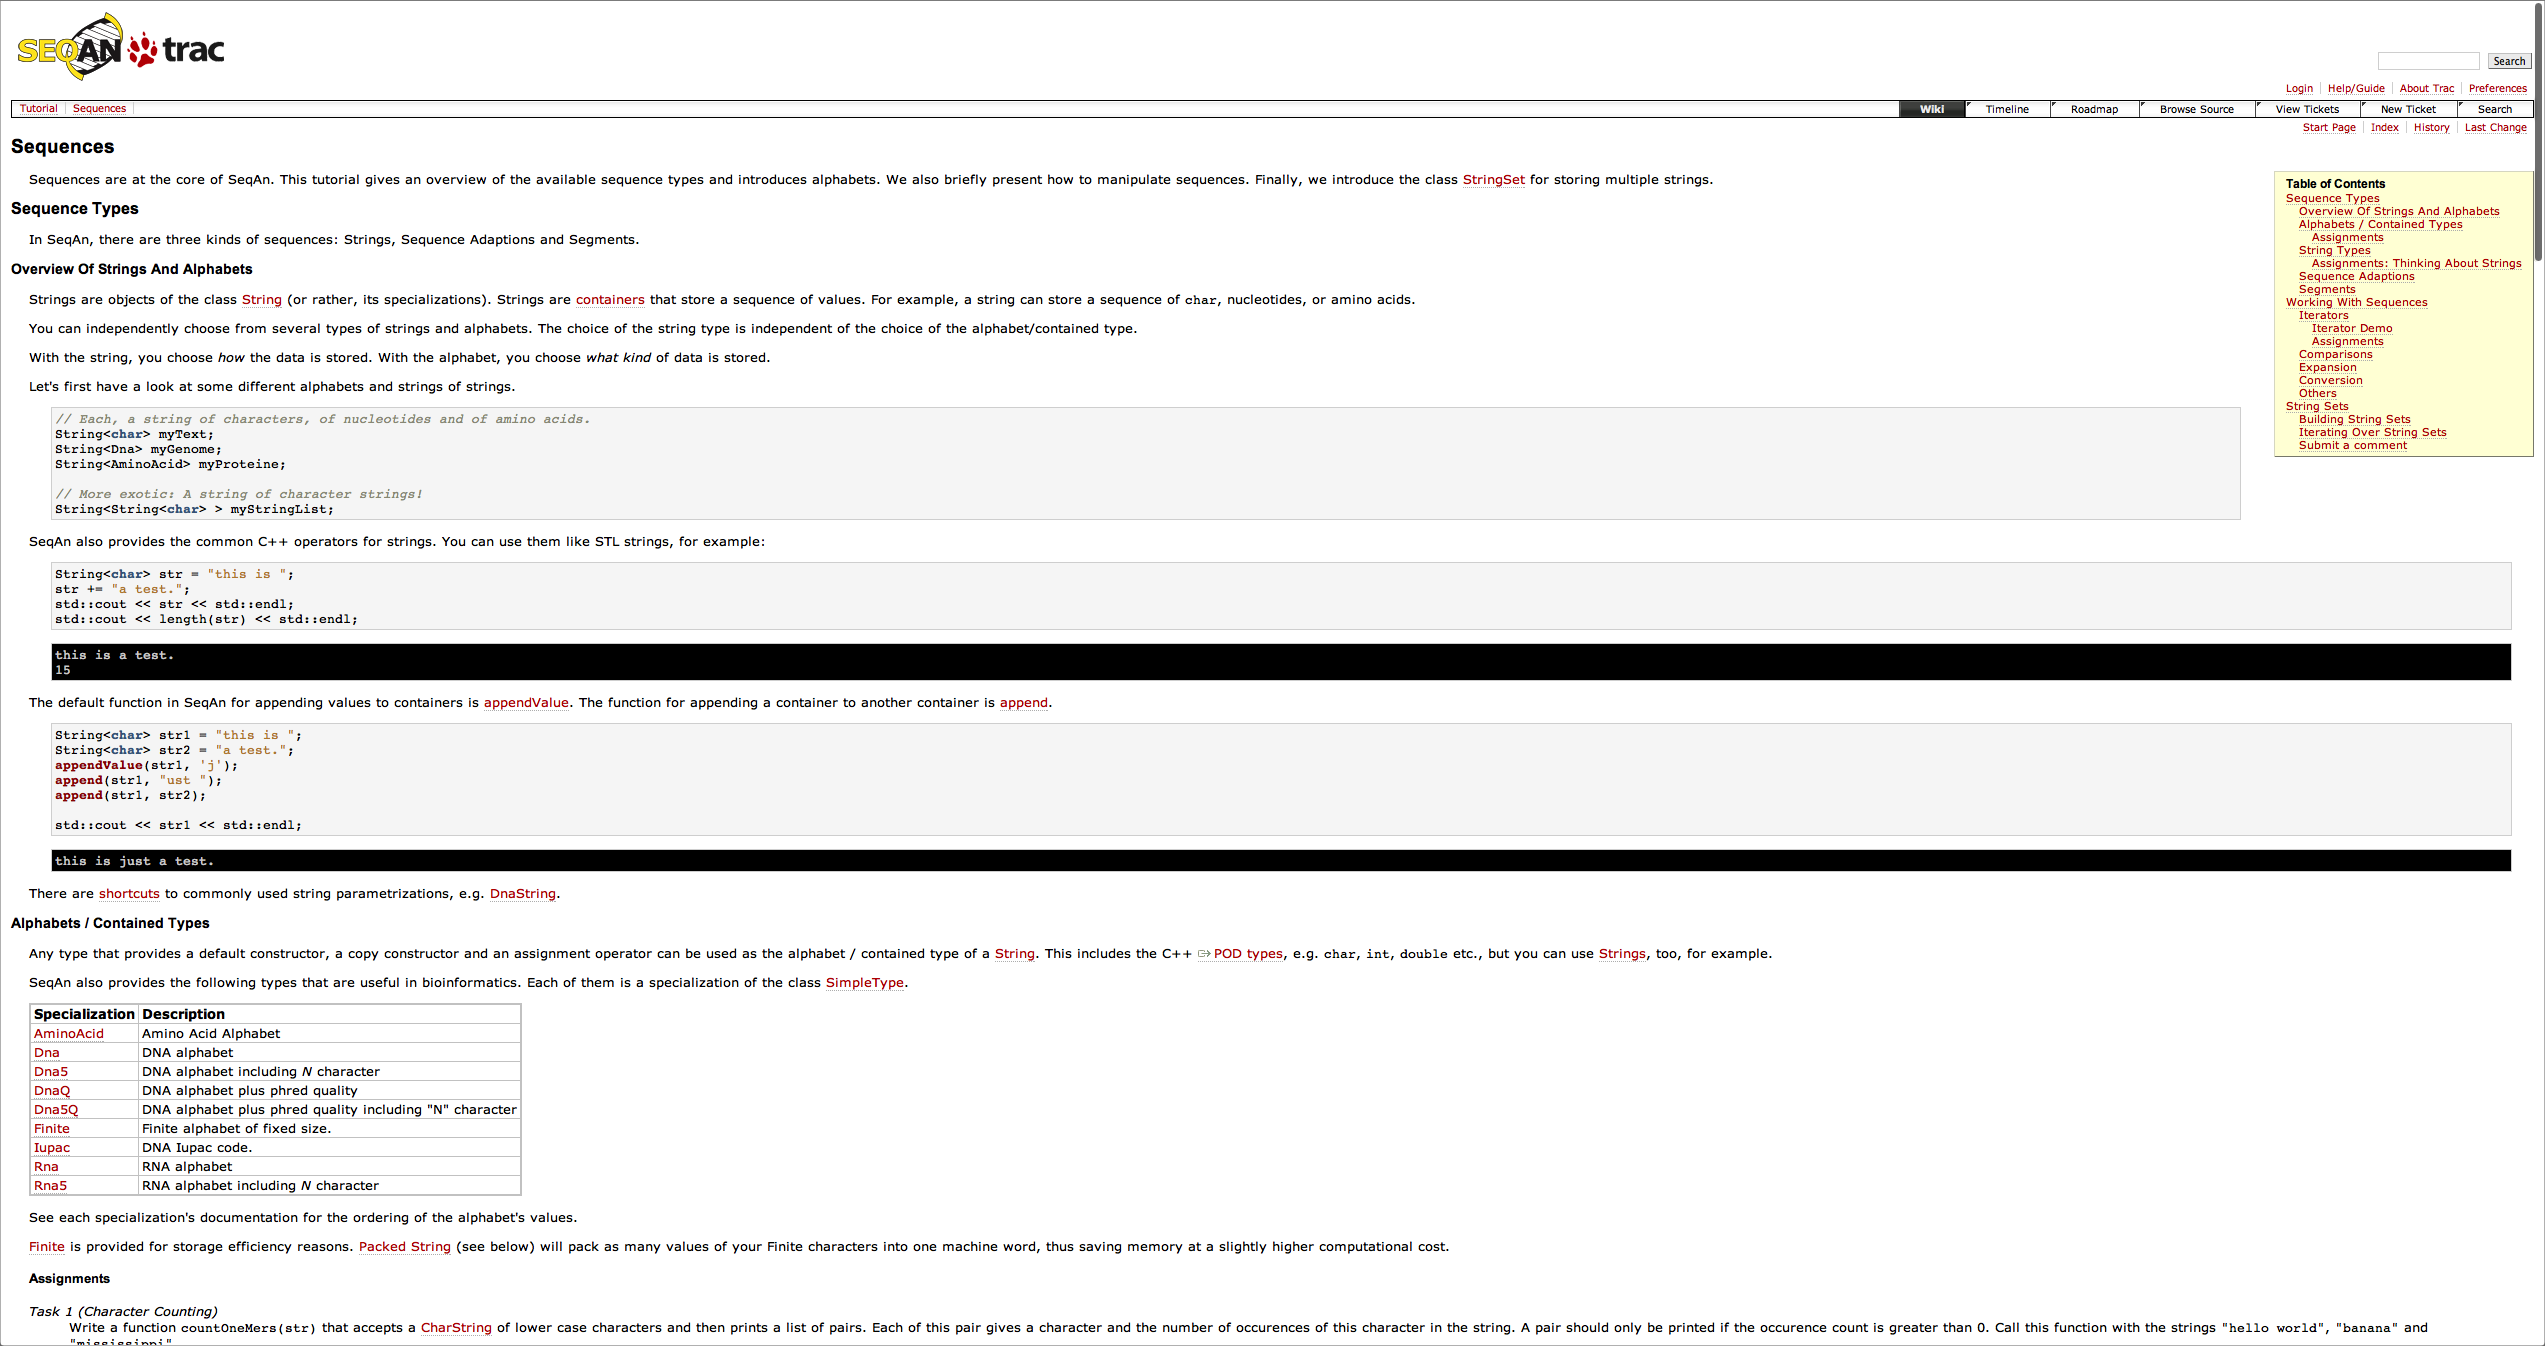 SEQAN trac
Search
Login Help/Guide About Trac Preferences
Tutorial Sequences Wiki Timeline Roadmap Browse Source View Tickets New Ticket Search
Start Page Index History Last Change
Sequences
Sequences are at the core of SeqAn. This tutorial gives an overview of the available sequence types and introduces alphabets. We also briefly present how to manipulate sequences. Finally, we introduce the class StringSet for storing multiple strings.
Table of Contents
Sequence Types
Overview Of Strings And Alphabets
Alphabets / Contained Types
Assignments
String Types
Assignments: Thinking About Strings
Sequence Adaptions
Segments
Working With Sequences
Iterators
Iterator Demo
Assignments
Comparisons
Expansion
Conversion
Others
String Sets
Building String Sets
Iterating Over String Sets
Submit a comment
Sequence Types
In SeqAn, there are three kinds of sequences: Strings, Sequence Adaptions and Segments.
Overview Of Strings And Alphabets
Strings are objects of the class String (or rather, its specializations). Strings are containers that store a sequence of values. For example, a string can store a sequence of char, nucleotides, or amino acids.
You can independently choose from several types of strings and alphabets. The choice of the string type is independent of the choice of the alphabet/contained type.
With the string, you choose how the data is stored. With the alphabet, you choose what kind of data is stored.
Let's first have a look at some different alphabets and strings of strings.
// Each, a string of characters, of nucleotides and of amino acids.
String<char> myText;
String<Dna> myGenome;
String<AminoAcid> myProteine;
// More exotic: A string of character strings!
String<String<char> > myStringList;
SeqAn also provides the common C++ operators for strings. You can use them like STL strings, for example:
String<char> str = "this is ";
str += "a test.";
std::cout << str << std::endl;
std::cout << length(str) << std::endl;
this is a test.
15
The default function in SeqAn for appending values to containers is appendValue. The function for appending a container to another container is append.
String<char> str1 = "this is ";
String<char> str2 = "a test.";
appendValue(str1, 'j');
append(str1, "ust ");
append(str1, str2);
std::cout << str1 << std::endl;
this is just a test.
There are shortcuts to commonly used string parametrizations, e.g. DnaString.
Alphabets / Contained Types
Any type that provides a default constructor, a copy constructor and an assignment operator can be used as the alphabet / contained type of a String. This includes the C++ POD types, e.g. char, int, double etc., but you can use Strings, too, for example.
SeqAn also provides the following types that are useful in bioinformatics. Each of them is a specialization of the class SimpleType.
Specialization Description
AminoAcid Amino Acid Alphabet
Dna DNA alphabet
Dna5 DNA alphabet including N character
DnaQ DNA alphabet plus phred quality
Dna5Q DNA alphabet plus phred quality including "N" character
Finite Finite alphabet of fixed size.
Iupac DNA Iupac code.
Rna RNA alphabet
Rna5 RNA alphabet including N character
See each specialization's documentation for the ordering of the alphabet's values.
Finite is provided for storage efficiency reasons. Packed String (see below) will pack as many values of your Finite characters into one machine word, thus saving memory at a slightly higher computational cost.
Assignments
Task 1 (Character Counting)
Write a function countOneMers(str) that accepts a CharString of lower case characters and then prints a list of pairs. Each of this pair gives a character and the number of occurences of this character in the string. A pair should only be printed if the occurence count is greater than 0. Call this function with the strings "hello world", "banana" and
"mississippi"